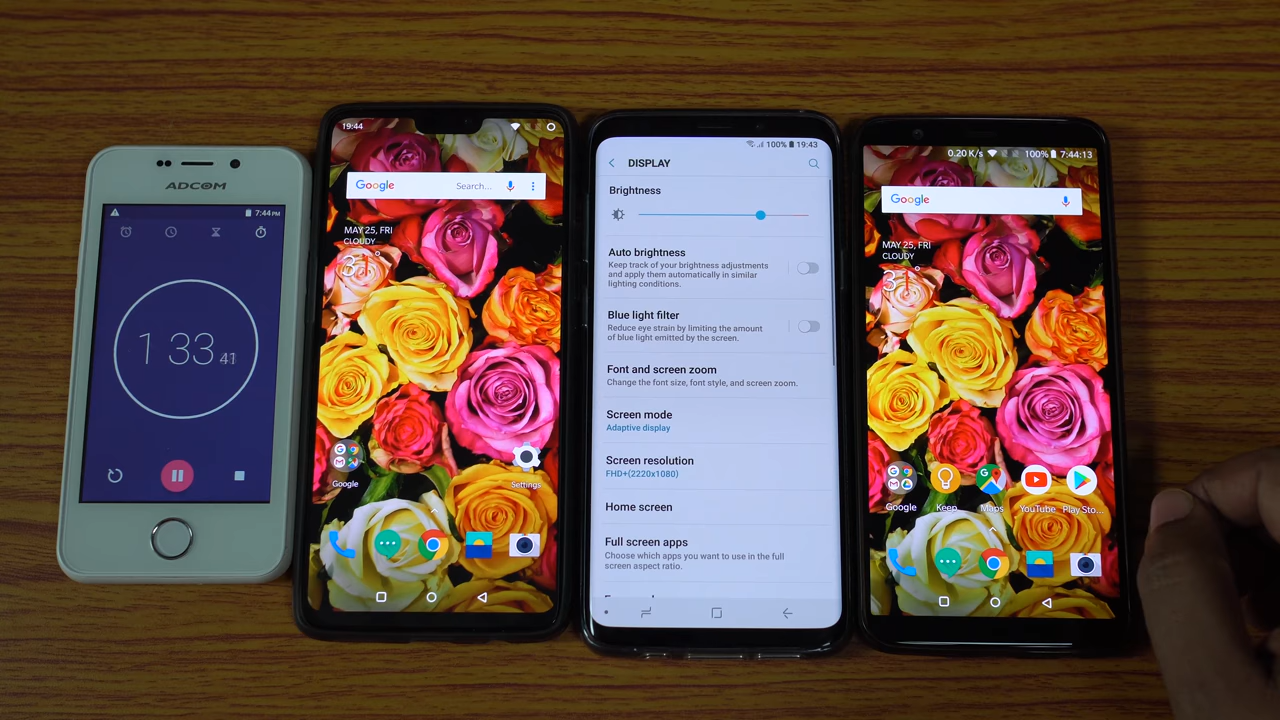 ADCOM
7:44 PM
1 33 41
19:44
Google
Search...
MAY 25, FRI
CLOUDY
31°
Google
Settings
100% 19:43
DISPLAY
Brightness
Auto brightness
Keep track of your brightness adjustments
and apply them automatically in similar
lighting conditions.
Blue light filter
Reduce eye strain by limiting the amount
of blue light emitted by the screen.
Font and screen zoom
Change the font size, font style, and screen zoom.
Screen mode
Adaptive display
Screen resolution
FHD+(2220x1080)
Home screen
Full screen apps
Choose which apps you want to use in the full
screen aspect ratio.
0.20 K/s 100% 7:44:13
Google
MAY 25, FRI
CLOUDY
31°
Google
Keep
Maps
YouTube
Play Sto...